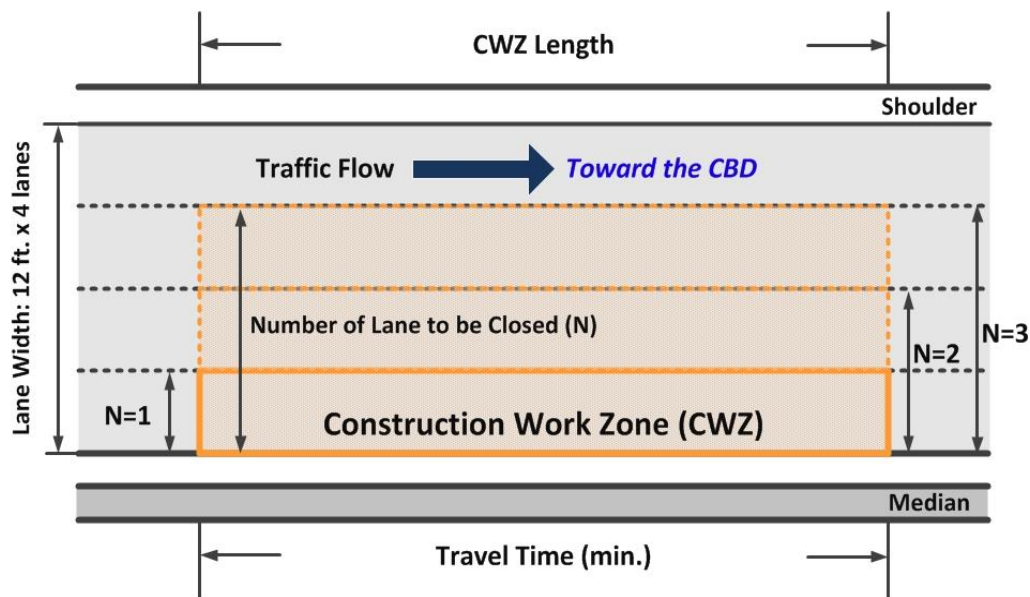 CWZ Length
Shoulder
Lane Width: 12 ft. x 4 lanes
Traffic Flow
Toward the CBD
Number of Lane to be Closed (N)
N=3
N=2
N=1
Construction Work Zone (CWZ)
Median
Travel Time (min.)